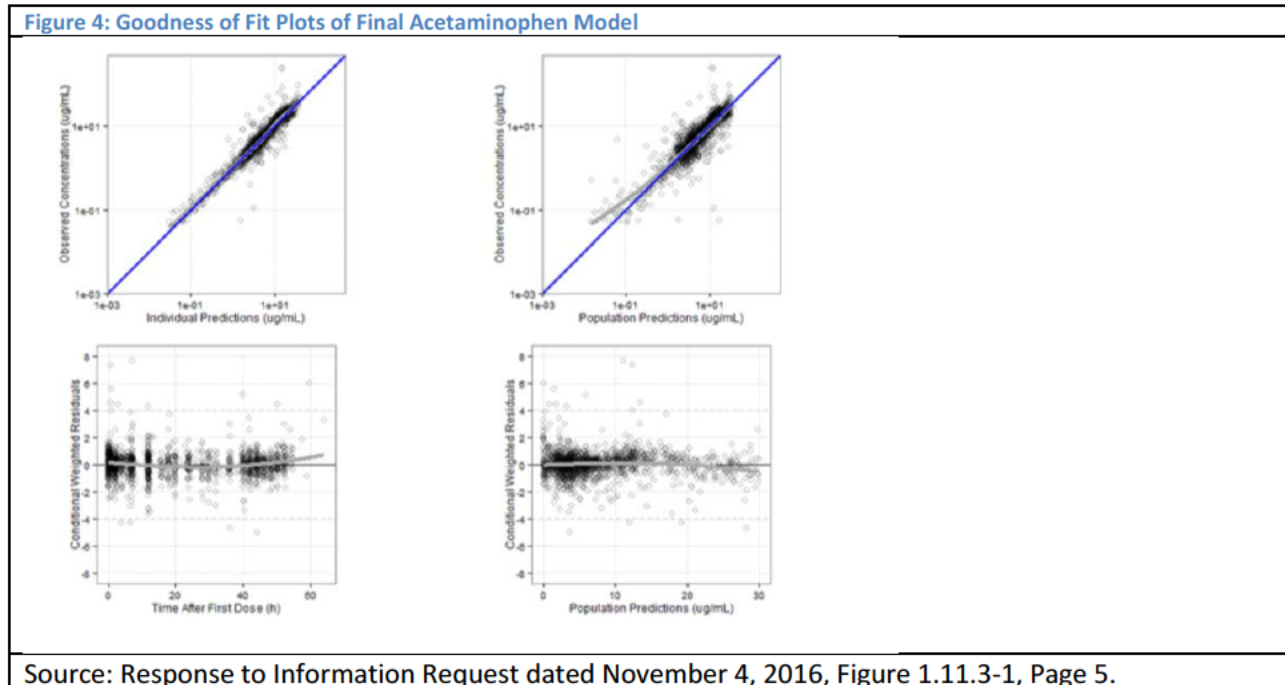 Figure 4: Goodness of Fit Plots of Final Acetaminophen Model
Observed Concentrations (ug/mL)
1e+01
1e-01
1e-03
1e-03 1e-01 1e+01
Individual Predictions (ug/mL)
Observed Concentrations (ug/mL)
1e+01
1e-01
1e-03
1e-03 1e-01 1e+01
Population Predictions (ug/mL)
Conditional Weighted Residuals
8
6
4
2
0
-2
-4
-6
-8
0 20 40 60
Time After First Dose (h)
Conditional Weighted Residuals
8
6
4
2
0
-2
-4
-6
-8
0 10 20 30
Population Predictions (ug/mL)
Source: Response to Information Request dated November 4, 2016, Figure 1.11.3-1, Page 5.